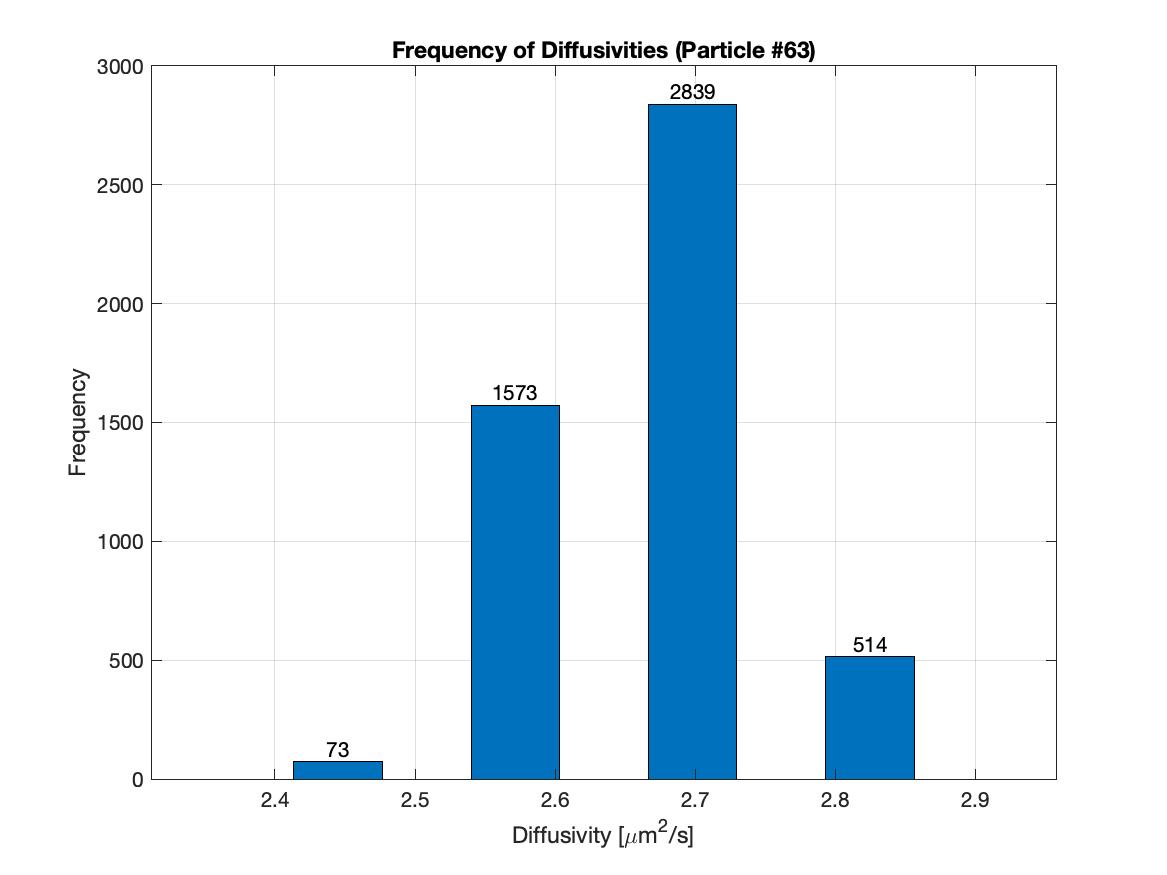 Frequency of Diffusivities (Particle #63)
3000
2500
2000
1500
1000
500
0
Frequency
2839
1573
514
73
2.4 2.5 2.6 2.7 2.8 2.9
Diffusivity [μm²/s]